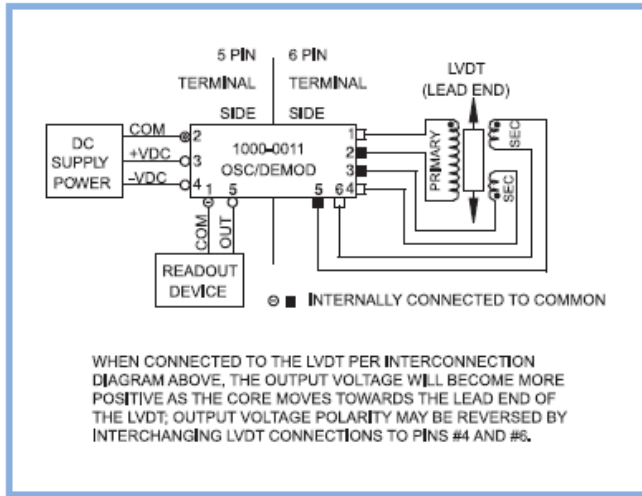 5 PIN 6 PIN
TERMINAL TERMINAL
SIDE SIDE
LVDT
(LEAD END)
DC
SUPPLY
POWER
COM
+VDC
-VDC
2
3
4
1000-0011
OSC/DEMOD
1 5
5 6
1
2
3
4
PRIMARY
SEC
SEC
COM
OUT
READOUT
DEVICE
INTERNALLY CONNECTED TO COMMON
WHEN CONNECTED TO THE LVDT PER INTERCONNECTION
DIAGRAM ABOVE, THE OUTPUT VOLTAGE WILL BECOME MORE
POSITIVE AS THE CORE MOVES TOWARDS THE LEAD END OF
THE LVDT; OUTPUT VOLTAGE POLARITY MAY BE REVERSED BY
INTERCHANGING LVDT CONNECTIONS TO PINS #4 AND #6.